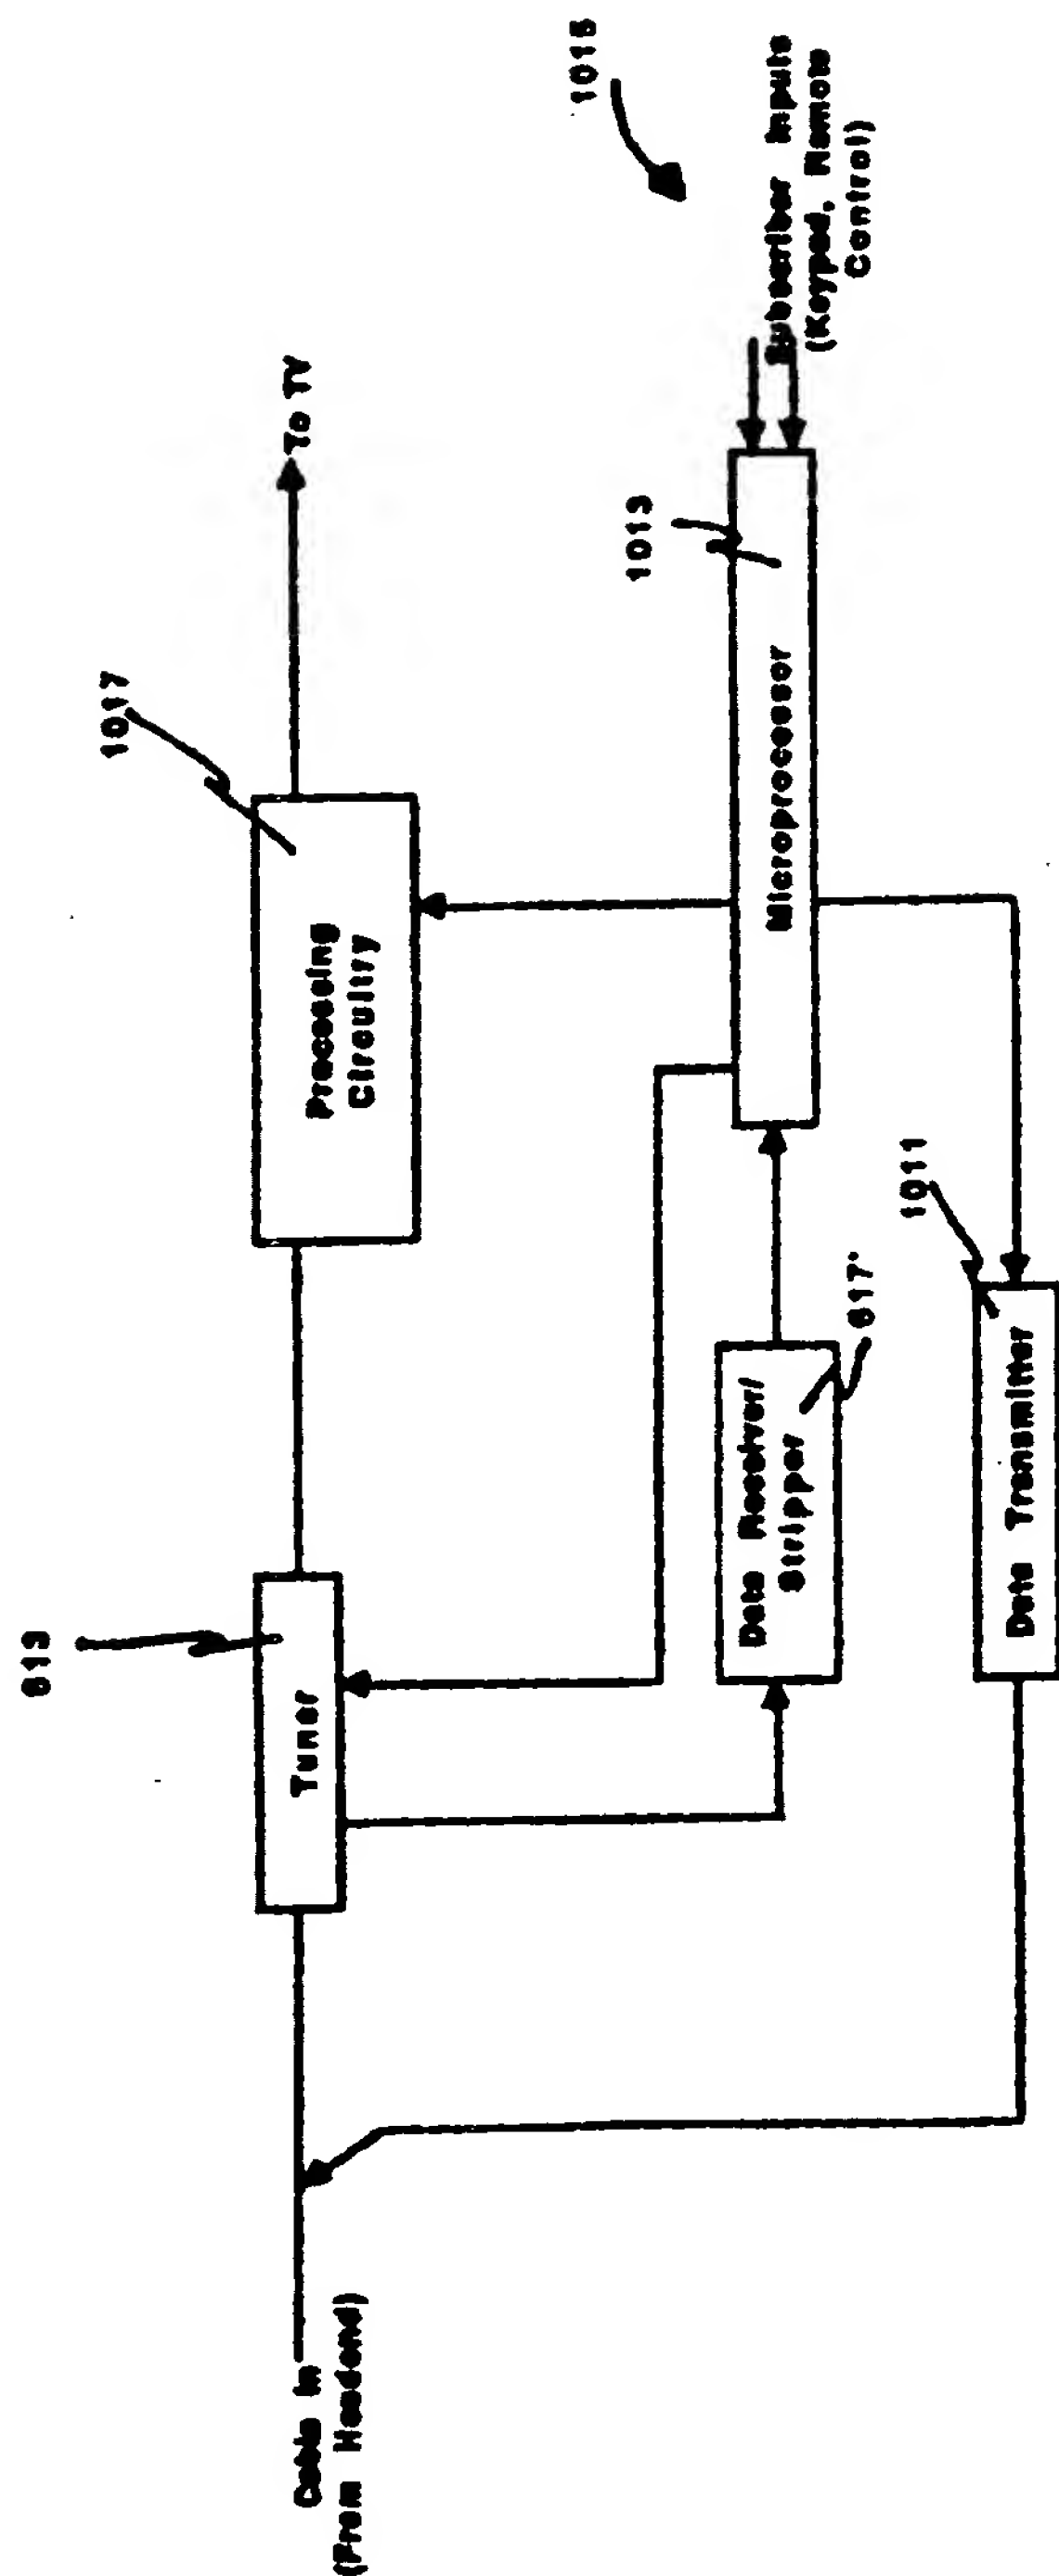 1015
Subscriber Inputs
(Keypad, Remote
Control)
To TV
1017
Processing
Circuitry
1013
Microprocessor
613
Tuner
Data Receiver/
Stripper
617'
1011
Data Transmitter
Cable In
(From Headend)